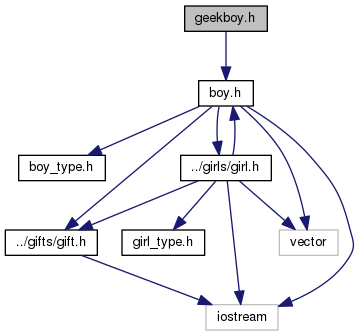 geekboy.h
boy.h
boy_type.h
../girls/girl.h
../gifts/gift.h
girl_type.h
vector
iostream